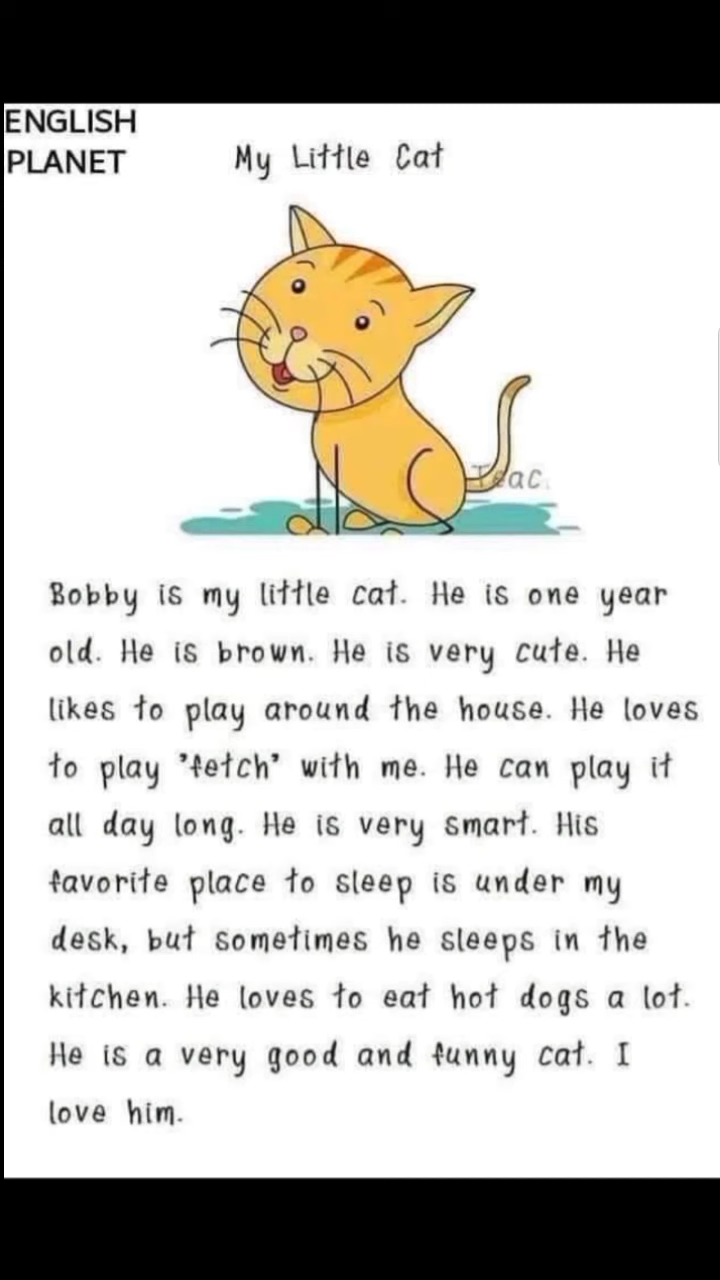 ENGLISH
PLANET
My Little Cat
Bobby is my little cat. He is one year
old. He is brown. He is very cute. He
likes to play around the house. He loves
to play 'fetch' with me. He can play it
all day long. He is very smart. His
favorite place to sleep is under my
desk, but sometimes he sleeps in the
kitchen. He loves to eat hot dogs a lot.
He is a very good and funny cat. I
love him.